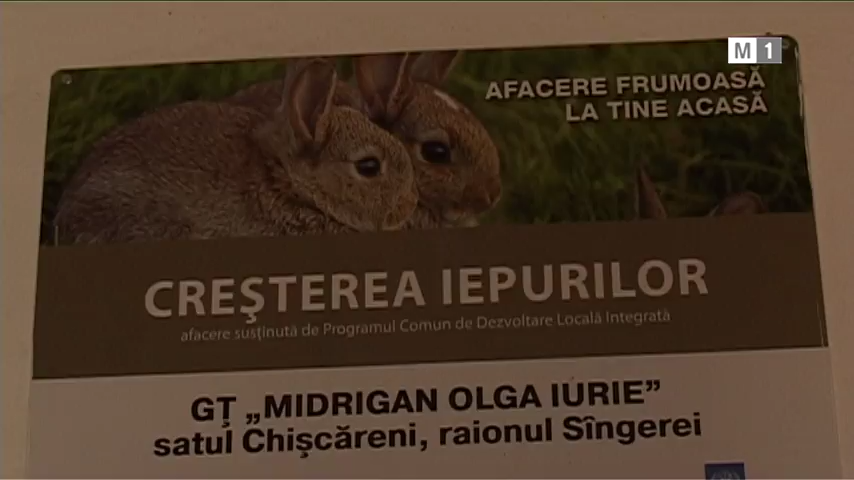 M 1
AFACERE FRUMOASĂ
LA TINE ACASĂ
CREŞTEREA IEPURILOR
afacere susţinută de Programul Comun de Dezvoltare Locală Integrată
GŢ „MIDRIGAN OLGA IURIE”
satul Chişcăreni, raionul Sîngerei